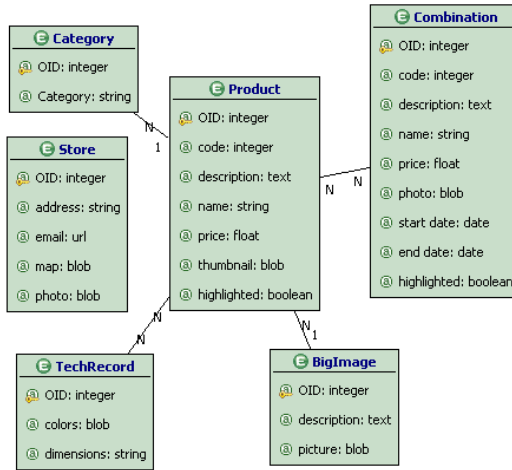 E Category
@ OID: integer
@ Category: string
N
1
E Store
@ OID: integer
@ address: string
@ email: url
@ map: blob
@ photo: blob
E Product
@ OID: integer
@ code: integer
@ description: text
@ name: string
@ price: float
@ thumbnail: blob
@ highlighted: boolean
N
N
E Combination
@ OID: integer
@ code: integer
@ description: text
@ name: string
@ price: float
@ photo: blob
@ start date: date
@ end date: date
@ highlighted: boolean
N
N
E TechRecord
@ OID: integer
@ colors: blob
@ dimensions: string
N
1
E BigImage
@ OID: integer
@ description: text
@ picture: blob